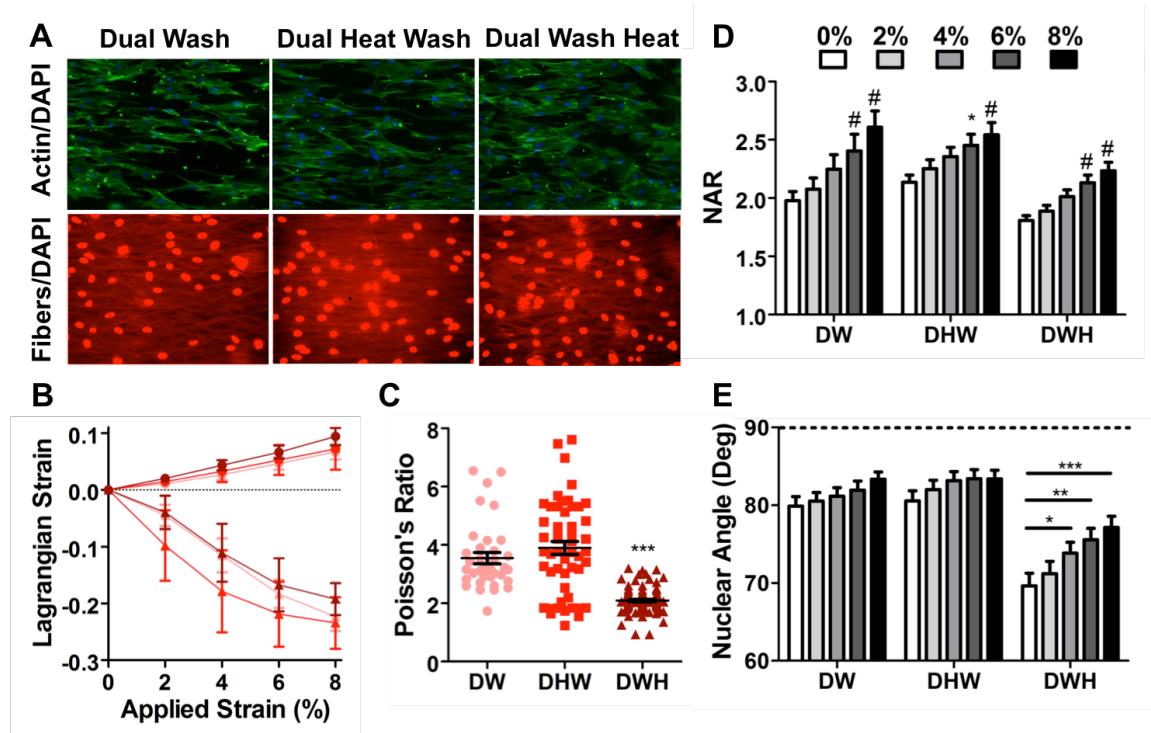 A
Dual Wash
Dual Heat Wash
Dual Wash Heat
Actin/DAPI
Fibers/DAPI
B
0.1
0.0
-0.1
-0.2
-0.3
Lagrangian Strain
0 2 4 6 8
Applied Strain (%)
C
8
6
4
2
0
Poisson's Ratio
***
DW DHW DWH
D
0% 2% 4% 6% 8%
3.0
2.5
2.0
1.5
1.0
NAR
# # * # # #
DW DHW DWH
E
90
80
70
60
Nuclear Angle (Deg)
***
**
*
DW DHW DWH